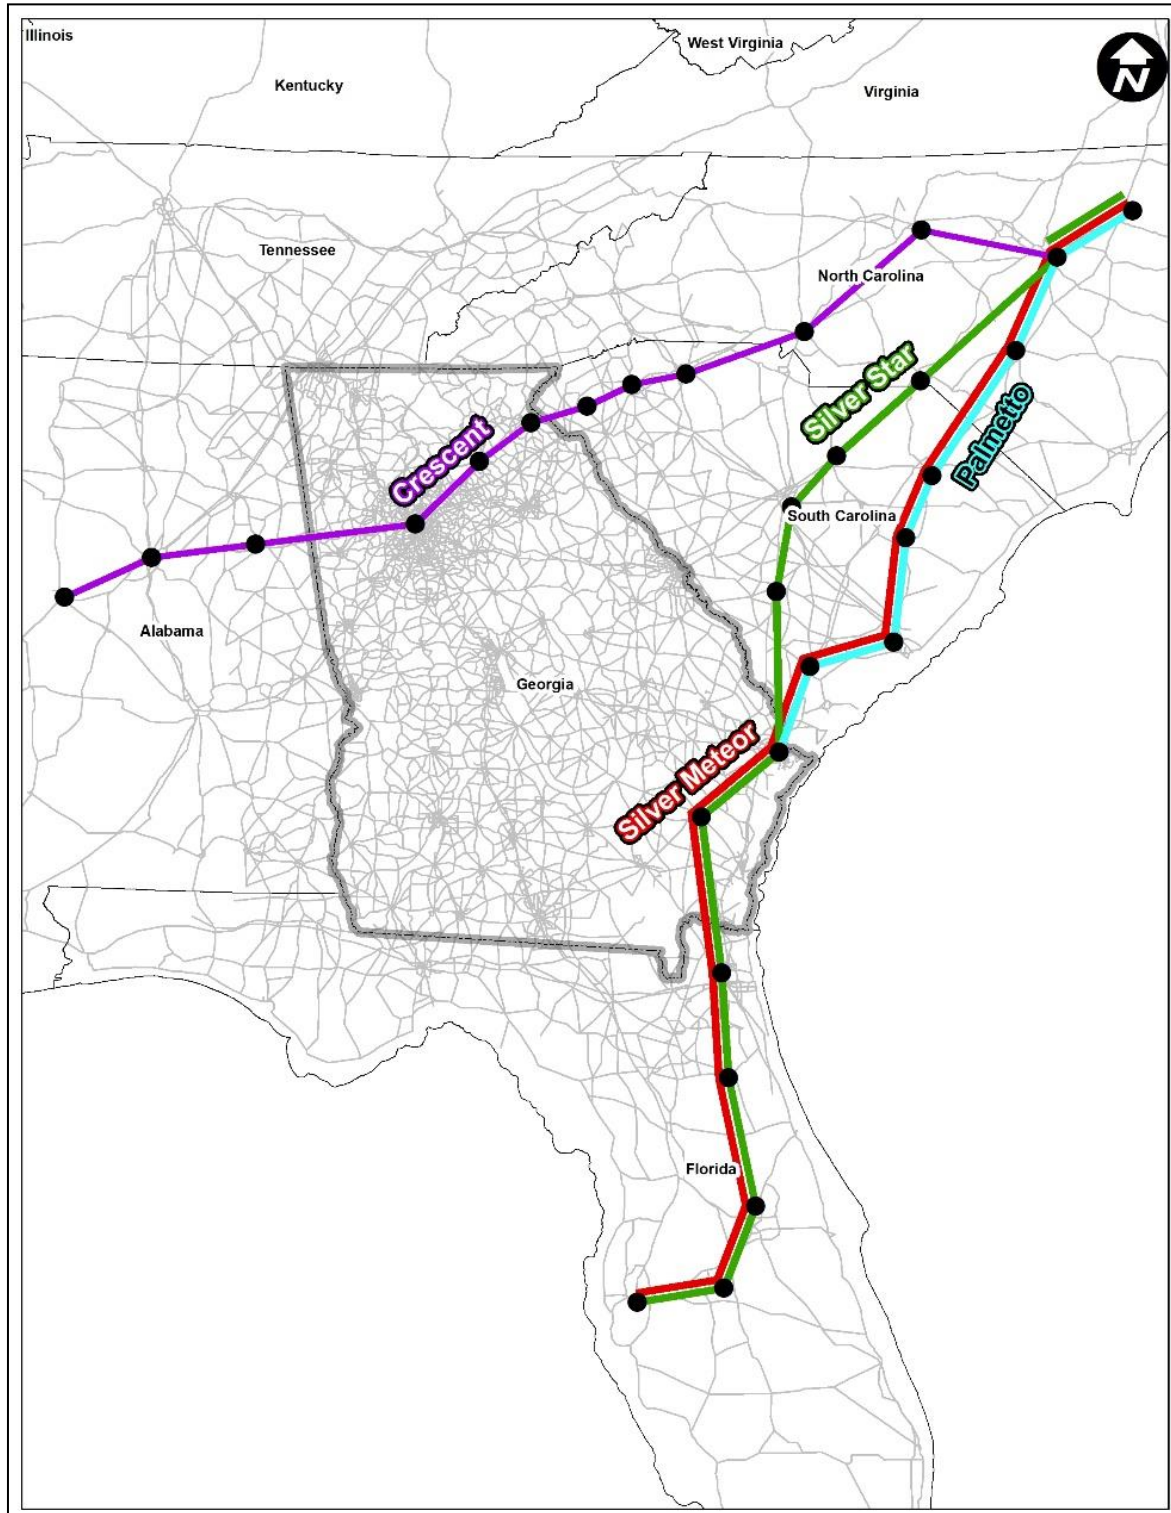 Illinois
West Virginia
Kentucky
Virginia
N
Tennessee
North Carolina
Silver Star
Palmetto
Crescent
South Carolina
Alabama
Georgia
Silver Meteor
Florida